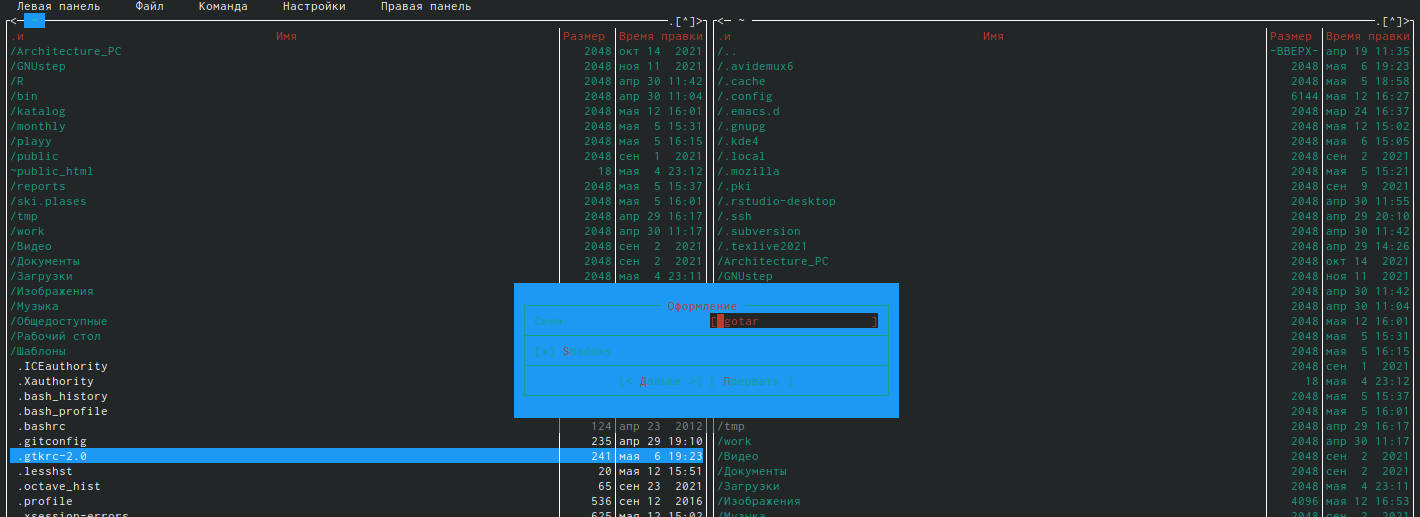 Левая панель Файл Команда Настройки Правая панель
<─ ~ .[^]> <─ ~ .[^]>
.и Имя Размер Время правки .и Имя Размер Время правки
/Architecture_PC 2048 окт 14 2021 /.. -ВВЕРХ- апр 19 11:35
/GNUstep 2048 ноя 11 2021 /.avidemux6 2048 мая 6 19:23
/R 2048 апр 30 11:42 /.cache 2048 мая 5 18:58
/bin 2048 апр 30 11:04 /.config 6144 мая 12 16:27
/katalog 2048 мая 12 16:01 /.emacs.d 2048 мар 24 16:37
/monthly 2048 мая 5 15:31 /.gnupg 2048 мая 12 15:02
/playy 2048 мая 5 16:15 /.kde4 2048 мая 6 15:05
/public 2048 сен 1 2021 /.local 2048 сен 2 2021
~public_html 18 мая 4 23:12 /.mozilla 2048 мая 5 15:21
/reports 2048 мая 5 15:37 /.pki 2048 сен 9 2021
/ski.plases 2048 мая 5 16:01 /.rstudio-desktop 2048 апр 30 11:55
/tmp 2048 апр 29 16:17 /.ssh 2048 апр 29 20:10
/work 2048 апр 30 11:17 /.subversion 2048 апр 30 11:42
/Видео 2048 сен 2 2021 /.texlive2021 2048 апр 29 14:26
/Документы 2048 сен 2 2021 /Architecture_PC 2048 окт 14 2021
/Загрузки 2048 мая 4 23:11 /GNUstep 2048 ноя 11 2021
/Изображения 2048 апр 30 11:42
/Музыка Оформление 2048 апр 30 11:04
/Общедоступные Скин: [gotar ] 2048 мая 12 16:01
/Рабочий стол 2048 мая 5 15:31
/Шаблоны [x] Shadows 2048 мая 5 16:15
.ICEauthority 2048 сен 1 2021
.Xauthority [< Дальше >] [ Прервать ] 18 мая 4 23:12
.bash_history 2048 мая 5 15:37
.bash_profile 2048 мая 5 16:01
.bashrc 124 апр 23 2012 /tmp 2048 апр 29 16:17
.gitconfig 235 апр 29 19:10 /work 2048 апр 30 11:17
.gtkrc-2.0 241 мая 6 19:23 /Видео 2048 сен 2 2021
.lesshst 20 мая 12 15:51 /Документы 2048 сен 2 2021
.octave_hist 65 сен 23 2021 /Загрузки 2048 мая 4 23:11
.profile 536 сен 12 2016 /Изображения 4096 мая 12 16:53
.xsession-errors 625 мая 12 15:02 /Музыка 2048 сен 2 2021